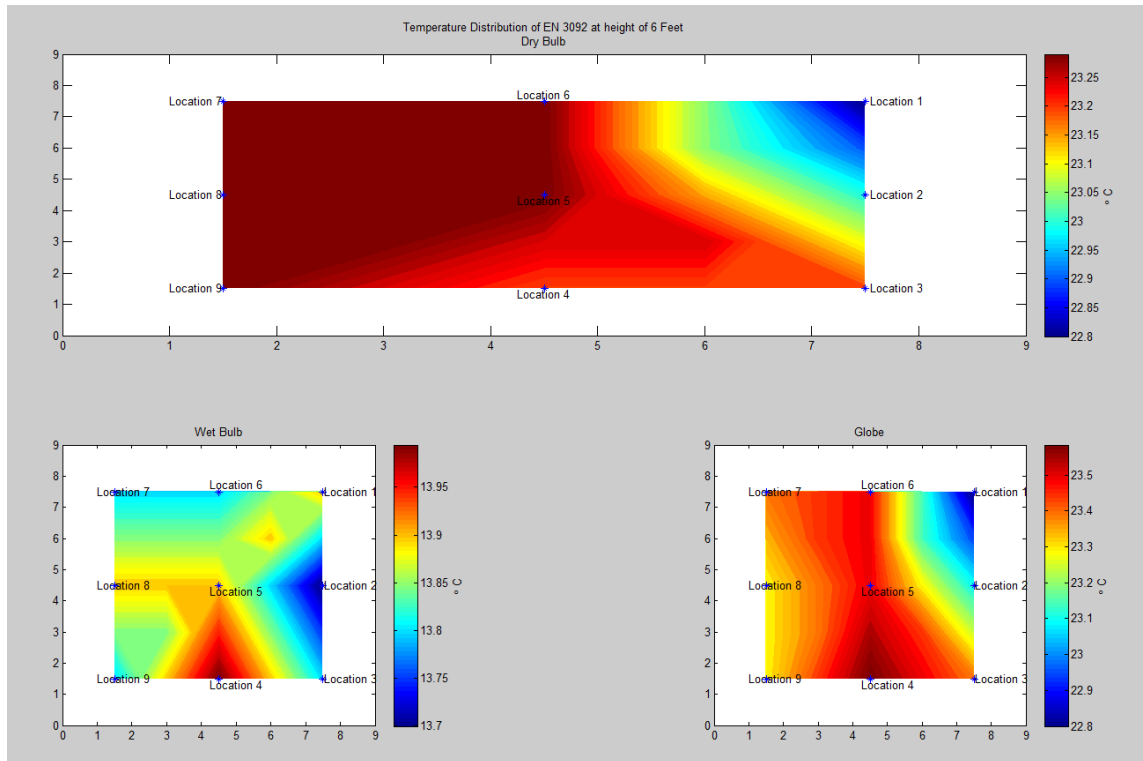 Temperature Distribution of EN 3092 at height of 6 Feet
Dry Bulb
9
8
7
6
5
4
3
2
1
0
0 1 2 3 4 5 6 7 8 9
Location 7
Location 6
Location 1
Location 8
Location 5
Location 2
Location 9
Location 4
Location 3
23.25
23.2
23.15
23.1
23.05
23
22.95
22.9
22.85
22.8
° C
Wet Bulb
9
8
7
6
5
4
3
2
1
0
0 1 2 3 4 5 6 7 8 9
Location 7
Location 6
Location 1
Location 8
Location 5
Location 2
Location 9
Location 4
Location 3
13.95
13.9
13.85
13.8
13.75
13.7
° C
Globe
9
8
7
6
5
4
3
2
1
0
0 1 2 3 4 5 6 7 8 9
Location 7
Location 6
Location 1
Location 8
Location 5
Location 2
Location 9
Location 4
Location 3
23.5
23.4
23.3
23.2
23.1
23
22.9
22.8
° C